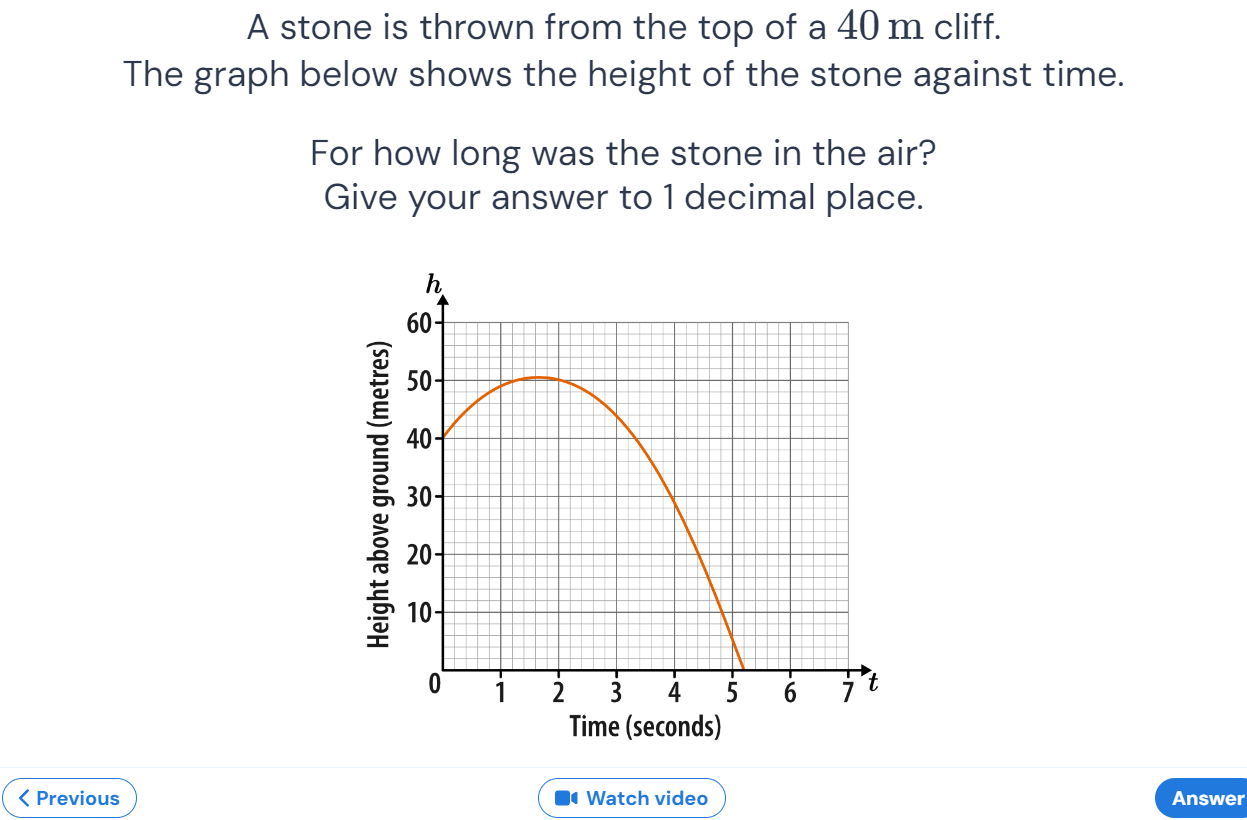 A stone is thrown from the top of a 40 m cliff.
The graph below shows the height of the stone against time.
For how long was the stone in the air?
Give your answer to 1 decimal place.
h
60
50
40
30
20
10
0
Height above ground (metres)
1 2 3 4 5 6 7 t
Time (seconds)
Previous
Watch video
Answer